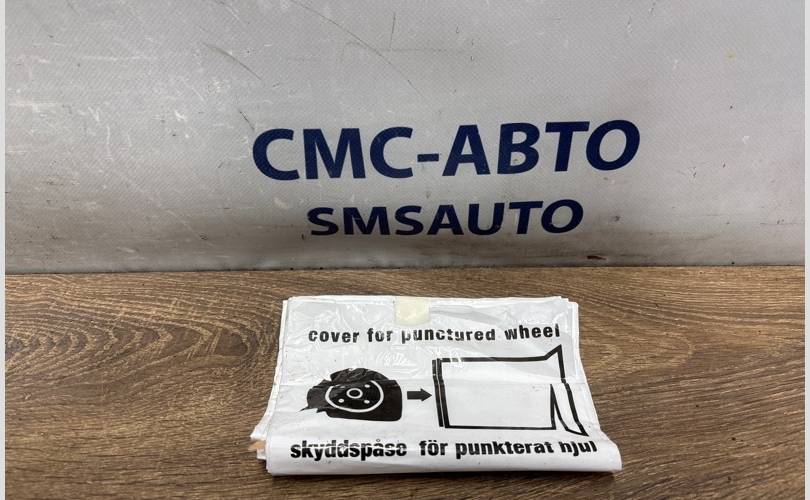 СМС-АВТО
SMSAUTO
cover for punctured wheel
skyddspåse för punkterat hjul